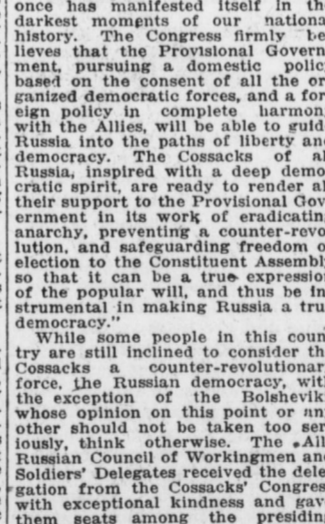 once has manifested itself in th
darkest moments of our nationa
history. The Congress firmly be-
lieves that the Provisional Govern
ment, pursuing a domestic polic
based on the consent of all the or
ganized democratic forces, and a for
eign policy in complete harmon
with the Allies, will be able to guid
Russia into the paths of liberty an
democracy. The Cossacks of al
Russia, inspired with a deep demo
cratic spirit, are ready to render al
their support to the Provisional Gov
ernment in its work of eradicatin
anarchy, preventing a counter-revo
lution, and safeguarding freedom o
election to the Constituent Assembl
so that it can be a true expressio
of the popular will, and thus be in
strumental in making Russia a tru
democracy."
While some people in this coun
try are still inclined to consider th
Cossacks a counter-revolutionar
force, the Russian democracy, wit
the exception of the Bolshevik
whose opinion on this point or an
other should not be taken too ser
iously, think otherwise. The All
Russian Council of Workingmen an
Soldiers' Delegates received the dele
gation from the Cossacks' Congres
with exceptional kindness and gav
them seats among the presidin